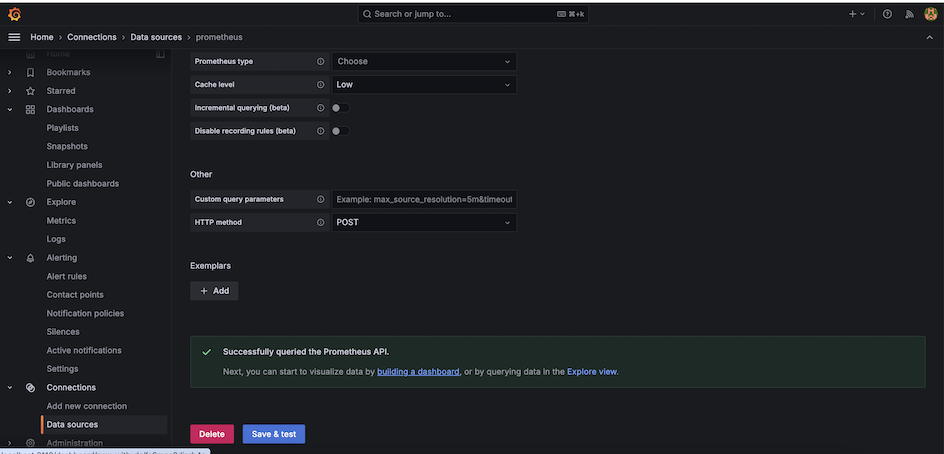 Search or jump to...
⌘+k
Home > Connections > Data sources > prometheus
Home
Bookmarks
Starred
Dashboards
Playlists
Snapshots
Library panels
Public dashboards
Explore
Metrics
Logs
Alerting
Alert rules
Contact points
Notification policies
Silences
Active notifications
Settings
Connections
Add new connection
Data sources
Administration
Prometheus type
Choose
Cache level
Low
Incremental querying (beta)
Disable recording rules (beta)
Other
Custom query parameters
Example: max_source_resolution=5m&timeout
HTTP method
POST
Exemplars
+ Add
Successfully queried the Prometheus API.
Next, you can start to visualize data by building a dashboard, or by querying data in the Explore view.
Delete
Save & test